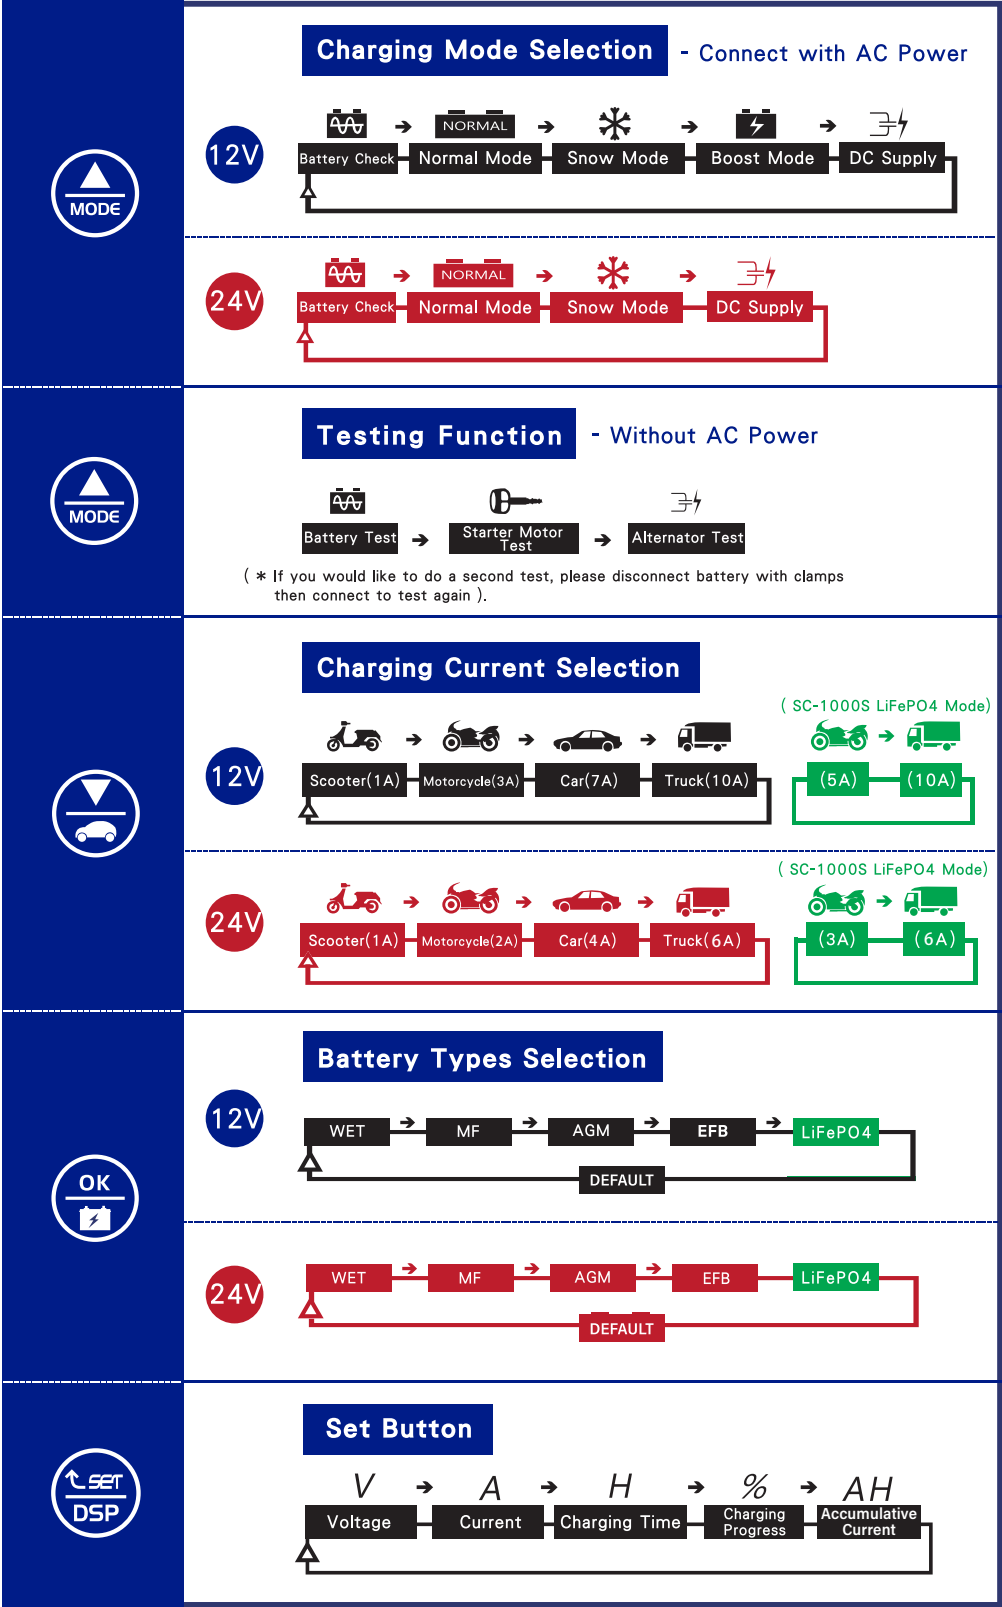 Charging Mode Selection - Connect with AC Power
MODE
12V
NORMAL
Battery Check Normal Mode Snow Mode Boost Mode DC Supply
24V
NORMAL
Battery Check Normal Mode Snow Mode DC Supply
MODE
Testing Function - Without AC Power
Battery Test Starter Motor Test Alternator Test
( * If you would like to do a second test, please disconnect battery with clamps
then connect to test again ).
Charging Current Selection
( SC-1000S LiFePO4 Mode)
12V
Scooter(1A) Motorcycle(3A) Car(7A) Truck(10A) (5A) (10A)
( SC-1000S LiFePO4 Mode)
24V
Scooter(1A) Motorcycle(2A) Car(4A) Truck(6A) (3A) (6A)
Battery Types Selection
OK
12V
WET MF AGM EFB LiFePO4
DEFAULT
24V
WET MF AGM EFB LiFePO4
DEFAULT
Set Button
SET
DSP
V A H % AH
Voltage Current Charging Time Charging Progress Accumulative Current